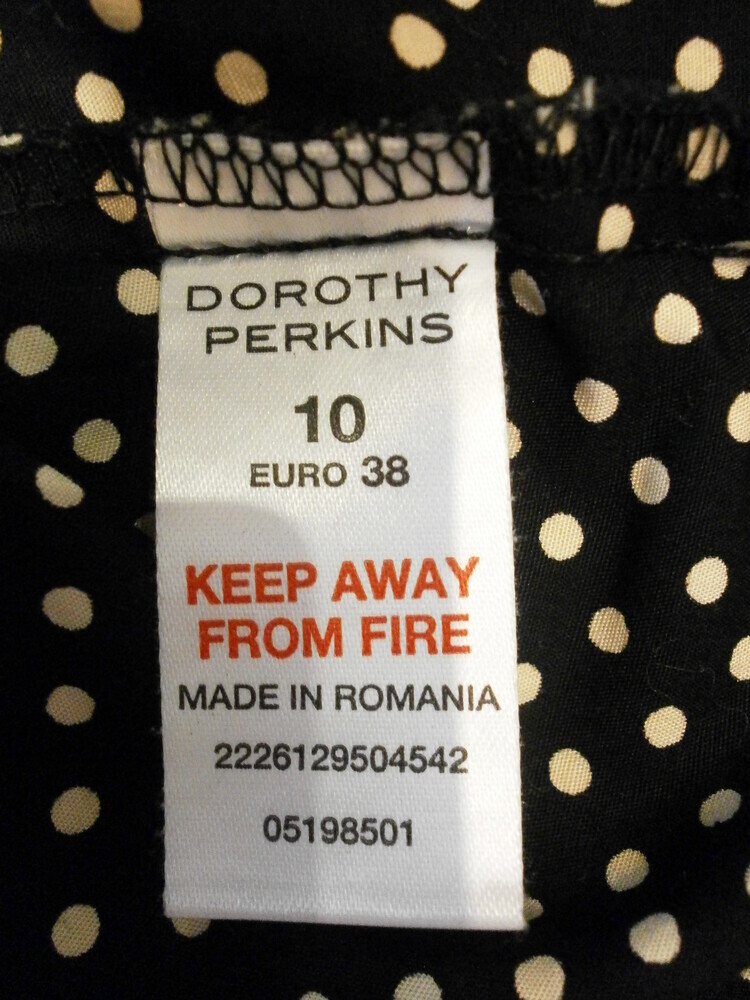 DOROTHY
PERKINS
10
EURO 38
KEEP AWAY
FROM FIRE
MADE IN ROMANIA
2226129504542
05198501